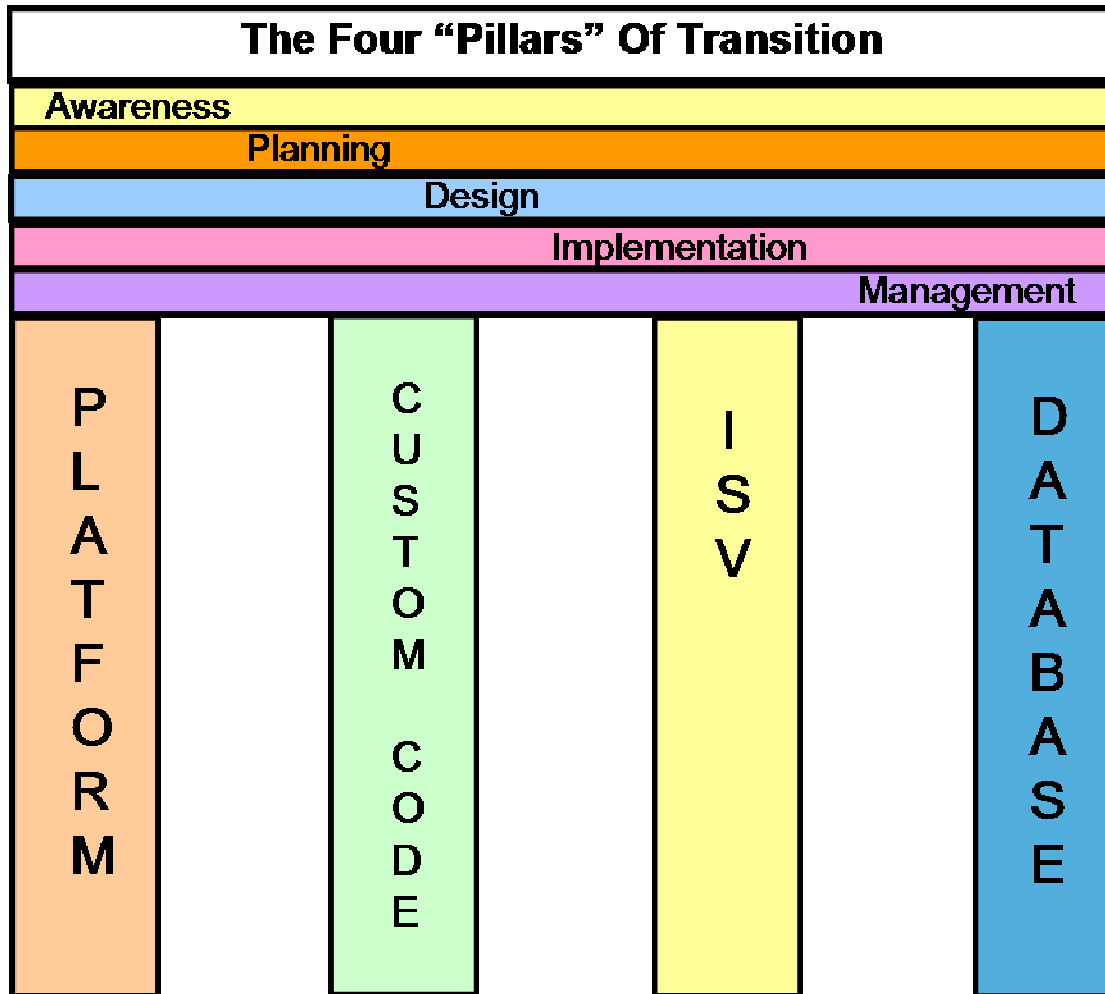 The Four “Pillars” Of Transition
Awareness
Planning
Design
Implementation
Management
PLATFORM
CUSTOM CODE
ISV
DATABASE